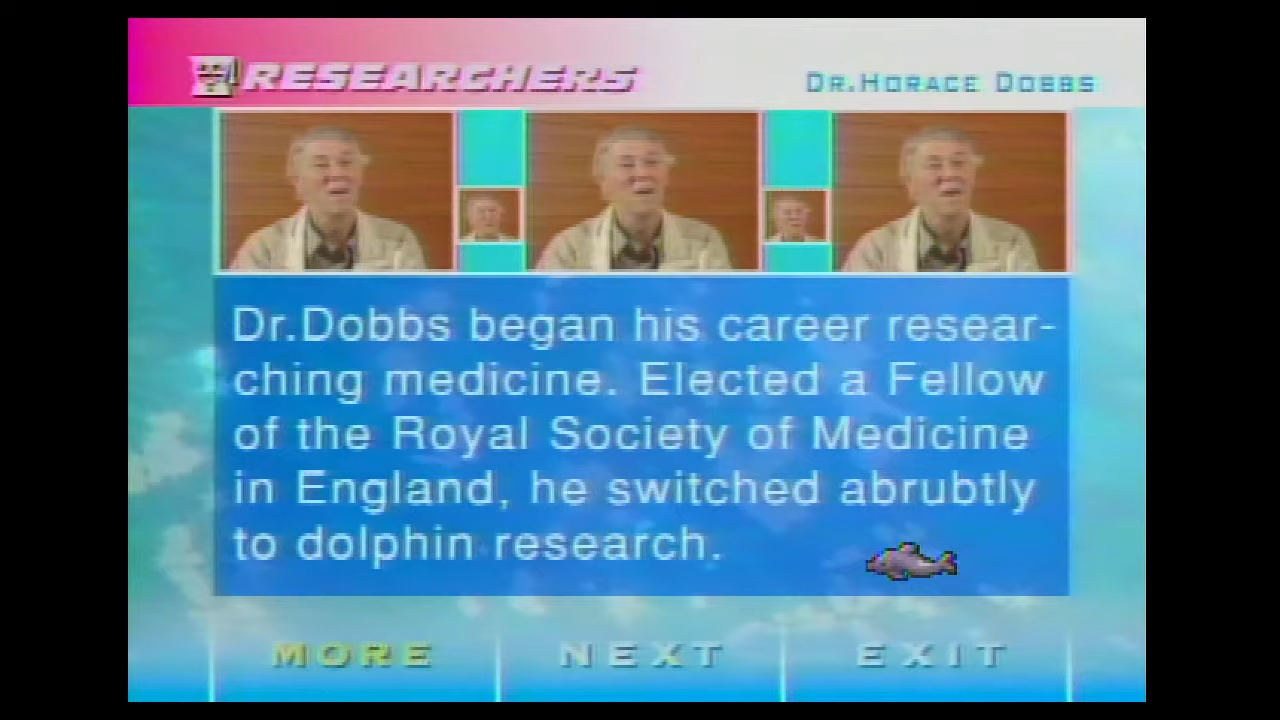 RESEARCHERS
DR.HORACE DOBBS
Dr.Dobbs began his career resear-
ching medicine. Elected a Fellow
of the Royal Society of Medicine
in England, he switched abrubtly
to dolphin research.
MORE NEXT EXIT